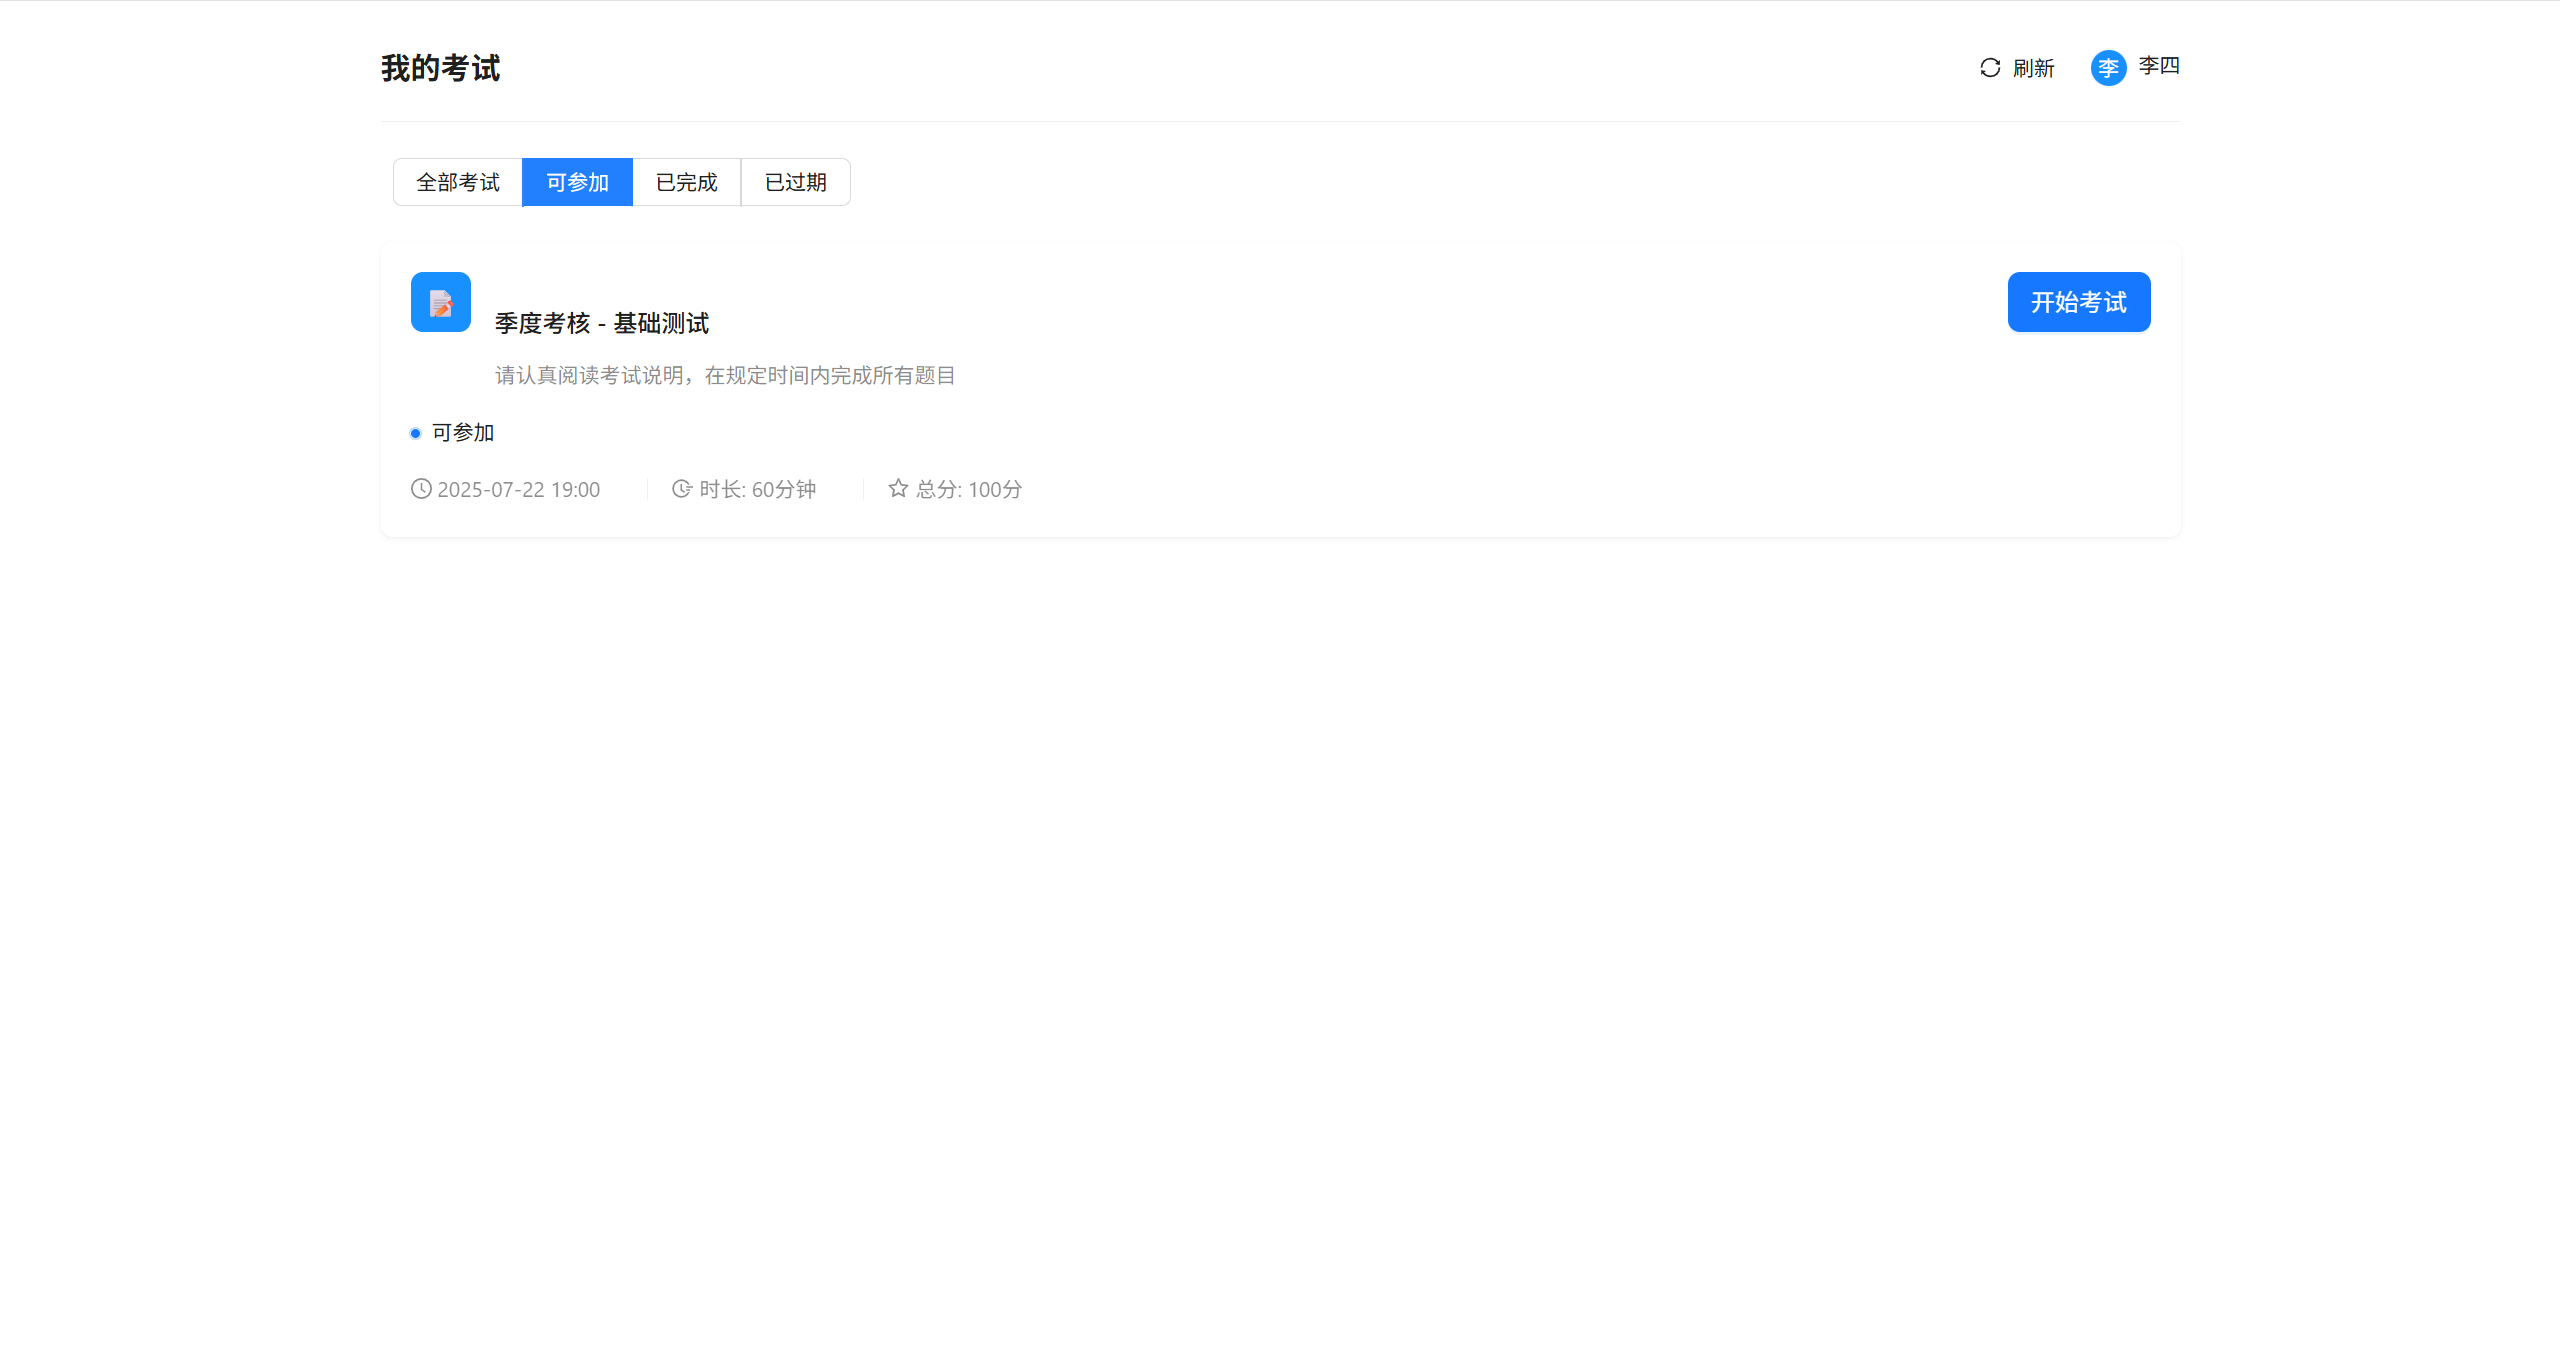 我的考试
刷新 李 李四
全部考试 可参加 已完成 已过期
季度考核 - 基础测试
开始考试
请认真阅读考试说明，在规定时间内完成所有题目
可参加
2025-07-22 19:00 时长: 60分钟 总分: 100分